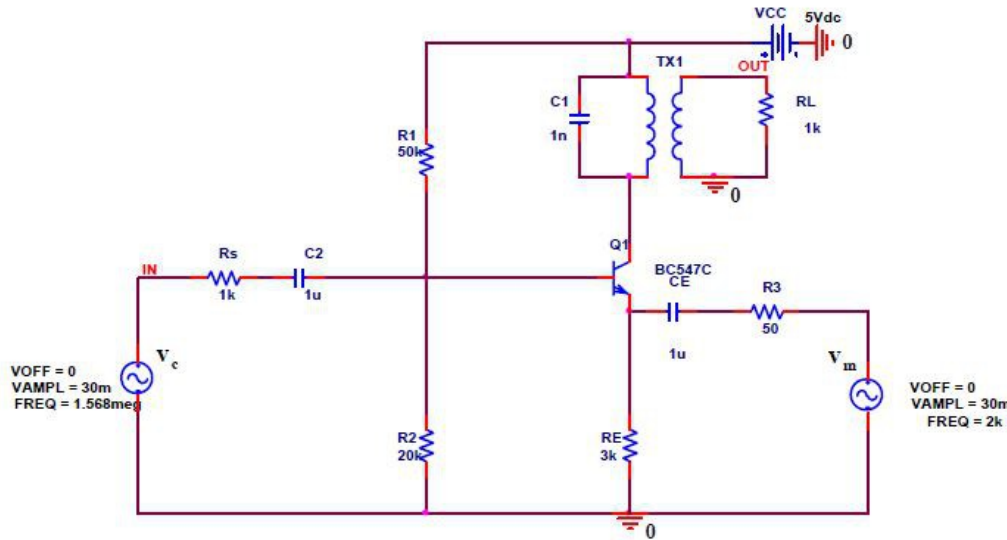 VCC
5Vdc
0
OUT
TX1
C1
1n
RL
1k
0
R1
50k
Q1
BC547C
CE
1u
R3
50
IN
Rs
1k
C2
1u
Vc
VOFF = 0
VAMPL = 30m
FREQ = 1.568meg
Vm
VOFF = 0
VAMPL = 30m
FREQ = 2k
R2
20k
RE
3k
0